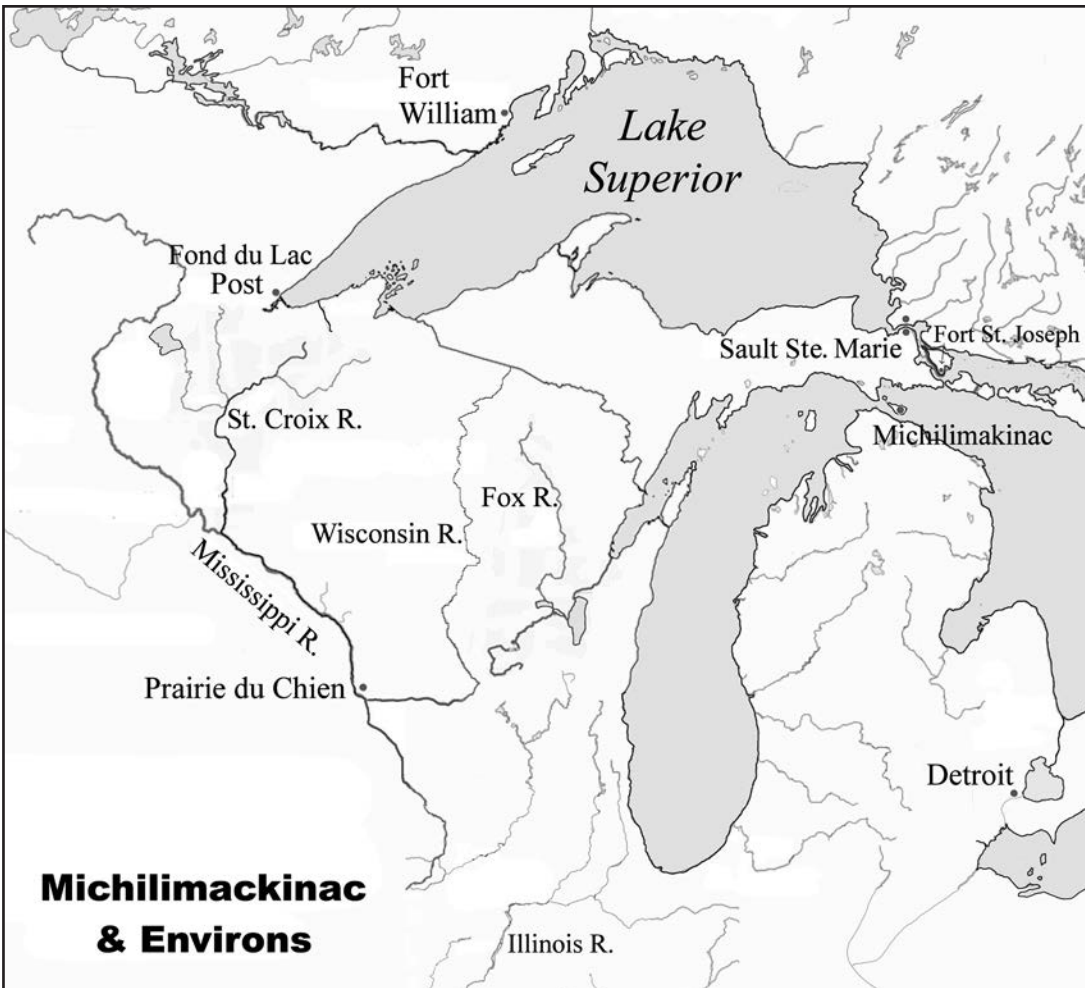 Fort
William
Lake
Superior
Fond du Lac
Post
Sault Ste. Marie
Fort St. Joseph
St. Croix R.
Michilimakinac
Fox R.
Wisconsin R.
Mississippi R.
Prairie du Chien
Detroit
Michilimackinac
& Environs
Illinois R.